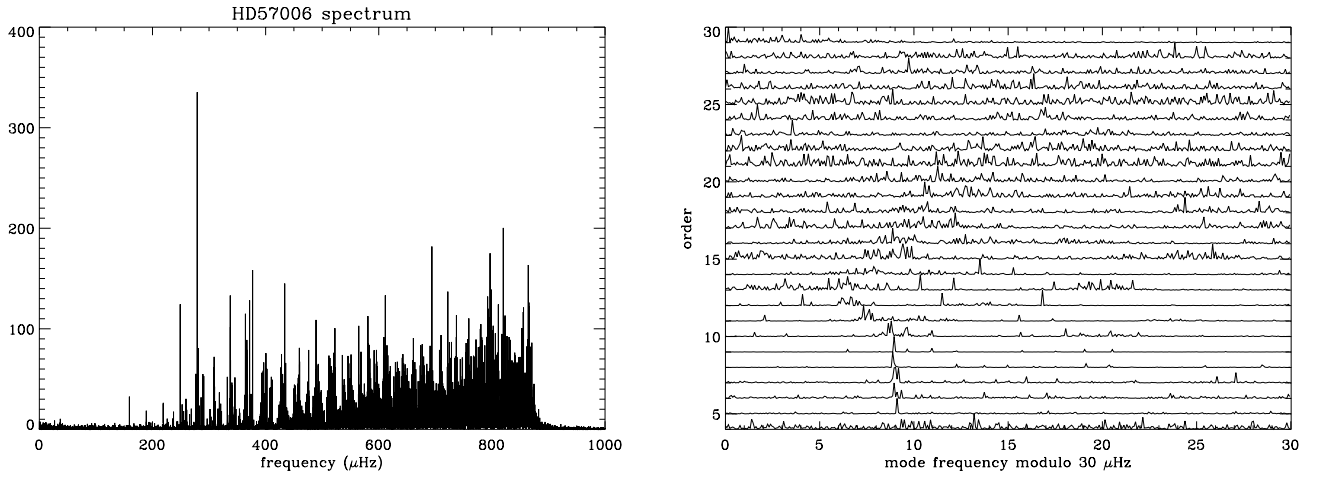 HD57006 spectrum
400
300
200
100
0
0 200 400 600 800 1000
frequency (μHz)
30
25
20
15
10
5
order
0 5 10 15 20 25 30
mode frequency modulo 30 μHz